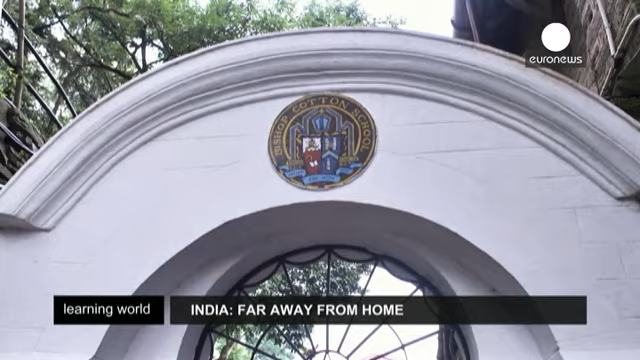 euronews
BISHOP COTTON SCHOOL
learning world
INDIA: FAR AWAY FROM HOME